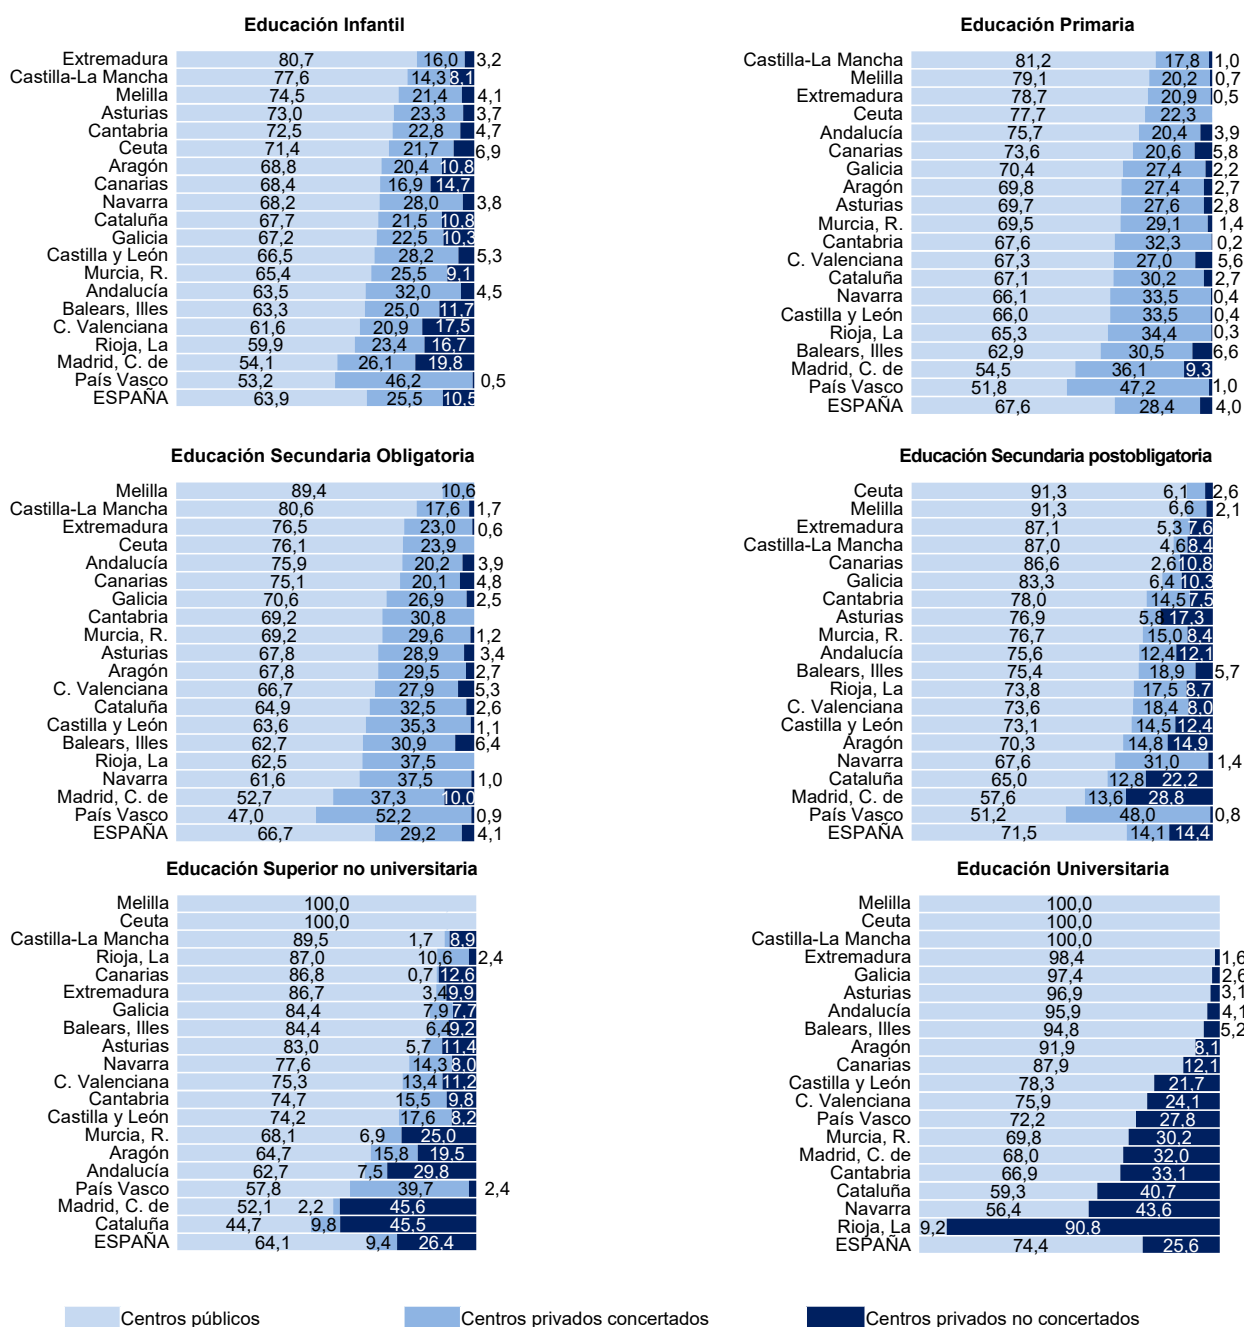 Educación Infantil
Extremadura 80,7 16,0 3,2
Castilla-La Mancha 77,6 14,3 8,1
Melilla 74,5 21,4 4,1
Asturias 73,0 23,3 3,7
Cantabria 72,5 22,8 4,7
Ceuta 71,4 21,7 6,9
Aragón 68,8 20,4 10,8
Canarias 68,4 16,9 14,7
Navarra 68,2 28,0 3,8
Cataluña 67,7 21,5 10,8
Galicia 67,2 22,5 10,3
Castilla y León 66,5 28,2 5,3
Murcia, R. 65,4 25,5 9,1
Andalucía 63,5 32,0 4,5
Balears, Illes 63,3 25,0 11,7
C. Valenciana 61,6 20,9 17,5
Rioja, La 59,9 23,4 16,7
Madrid, C. de 54,1 26,1 19,8
País Vasco 53,2 46,2 0,5
ESPAÑA 63,9 25,5 10,5
Educación Primaria
Castilla-La Mancha 81,2 17,8 1,0
Melilla 79,1 20,2 0,7
Extremadura 78,7 20,9 0,5
Ceuta 77,7 22,3
Andalucía 75,7 20,4 3,9
Canarias 73,6 20,6 5,8
Galicia 70,4 27,4 2,2
Aragón 69,8 27,4 2,7
Asturias 69,7 27,6 2,8
Murcia, R. 69,5 29,1 1,4
Cantabria 67,6 32,3 0,2
C. Valenciana 67,3 27,0 5,6
Cataluña 67,1 30,2 2,7
Navarra 66,1 33,5 0,4
Castilla y León 66,0 33,5 0,4
Rioja, La 65,3 34,4 0,3
Balears, Illes 62,9 30,5 6,6
Madrid, C. de 54,5 36,1 9,3
País Vasco 51,8 47,2 1,0
ESPAÑA 67,6 28,4 4,0
Educación Secundaria Obligatoria
Melilla 89,4 10,6
Castilla-La Mancha 80,6 17,6 1,7
Extremadura 76,5 23,0 0,6
Ceuta 76,1 23,9
Andalucía 75,9 20,2 3,9
Canarias 75,1 20,1 4,8
Galicia 70,6 26,9 2,5
Cantabria 69,2 30,8
Murcia, R. 69,2 29,6 1,2
Asturias 67,8 28,9 3,4
Aragón 67,8 29,5 2,7
C. Valenciana 66,7 27,9 5,3
Cataluña 64,9 32,5 2,6
Castilla y León 63,6 35,3 1,1
Balears, Illes 62,7 30,9 6,4
Rioja, La 62,5 37,5
Navarra 61,6 37,5 1,0
Madrid, C. de 52,7 37,3 10,0
País Vasco 47,0 52,2 0,9
ESPAÑA 66,7 29,2 4,1
Educación Secundaria postobligatoria
Ceuta 91,3 6,1 2,6
Melilla 91,3 6,6 2,1
Extremadura 87,1 5,3 7,6
Castilla-La Mancha 87,0 4,6 8,4
Canarias 86,6 2,6 10,8
Galicia 83,3 6,4 10,3
Cantabria 78,0 14,5 7,5
Asturias 76,9 5,8 17,3
Murcia, R. 76,7 15,0 8,4
Andalucía 75,6 12,4 12,1
Balears, Illes 75,4 18,9 5,7
Rioja, La 73,8 17,5 8,7
C. Valenciana 73,6 18,4 8,0
Castilla y León 73,1 14,5 12,4
Aragón 70,3 14,8 14,9
Navarra 67,6 31,0 1,4
Cataluña 65,0 12,8 22,2
Madrid, C. de 57,6 13,6 28,8
País Vasco 51,2 48,0 0,8
ESPAÑA 71,5 14,1 14,4
Educación Superior no universitaria
Melilla 100,0
Ceuta 100,0
Castilla-La Mancha 89,5 1,7 8,9
Rioja, La 87,0 10,6 2,4
Canarias 86,8 0,7 12,6
Extremadura 86,7 3,4 9,9
Galicia 84,4 7,9 7,7
Balears, Illes 84,4 6,4 9,2
Asturias 83,0 5,7 11,4
Navarra 77,6 14,3 8,0
C. Valenciana 75,3 13,4 11,2
Cantabria 74,7 15,5 9,8
Castilla y León 74,2 17,6 8,2
Murcia, R. 68,1 6,9 25,0
Aragón 64,7 15,8 19,5
Andalucía 62,7 7,5 29,8
País Vasco 57,8 39,7 2,4
Madrid, C. de 52,1 2,2 45,6
Cataluña 44,7 9,8 45,5
ESPAÑA 64,1 9,4 26,4
Educación Universitaria
Melilla 100,0
Ceuta 100,0
Castilla-La Mancha 100,0
Extremadura 98,4 1,6
Galicia 97,4 2,6
Asturias 96,9 3,1
Andalucía 95,9 4,1
Balears, Illes 94,8 5,2
Aragón 91,9 8,1
Canarias 87,9 12,1
Castilla y León 78,3 21,7
C. Valenciana 75,9 24,1
País Vasco 72,2 27,8
Murcia, R. 69,8 30,2
Madrid, C. de 68,0 32,0
Cantabria 66,9 33,1
Cataluña 59,3 40,7
Navarra 56,4 43,6
Rioja, La 9,2 90,8
ESPAÑA 74,4 25,6
Centros públicos Centros privados concertados Centros privados no concertados